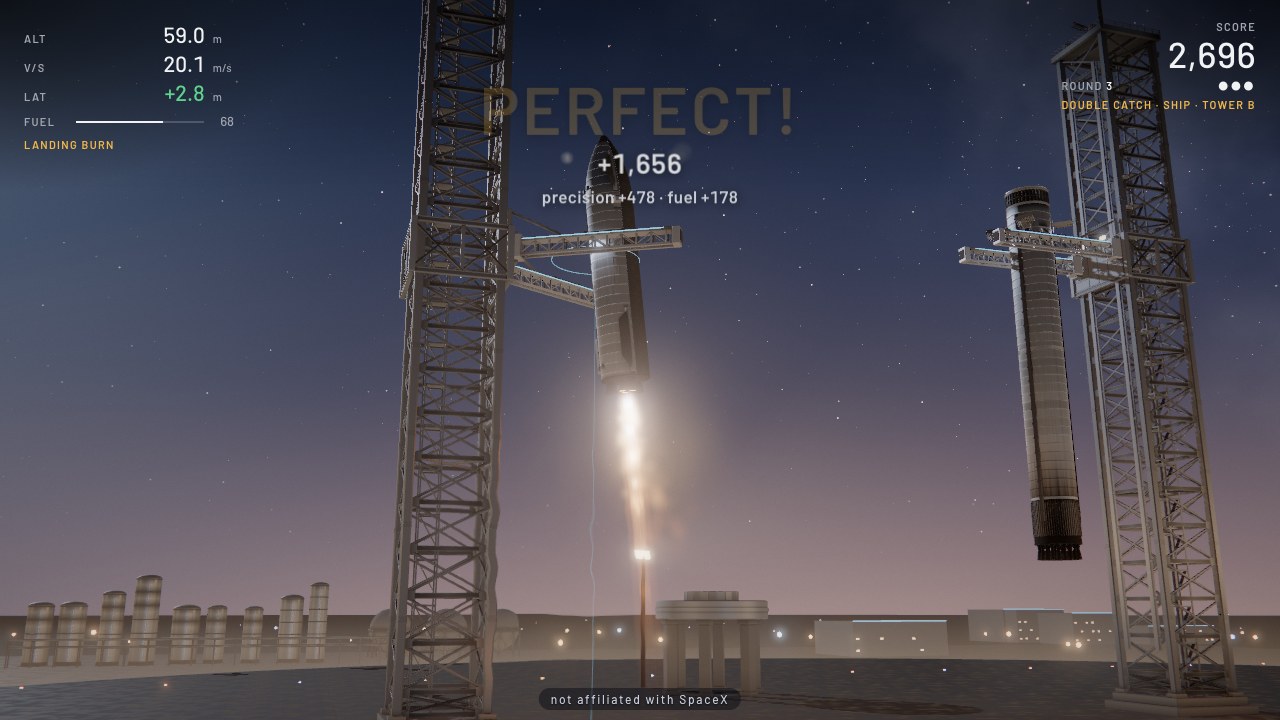 ALT 59.0 m
V/S 20.1 m/s
LAT +2.8 m
FUEL 68
LANDING BURN
SCORE
2,696
ROUND 3
DOUBLE CATCH · SHIP · TOWER B
PERFECT!
+1,656
precision +478 · fuel +178
not affiliated with SpaceX